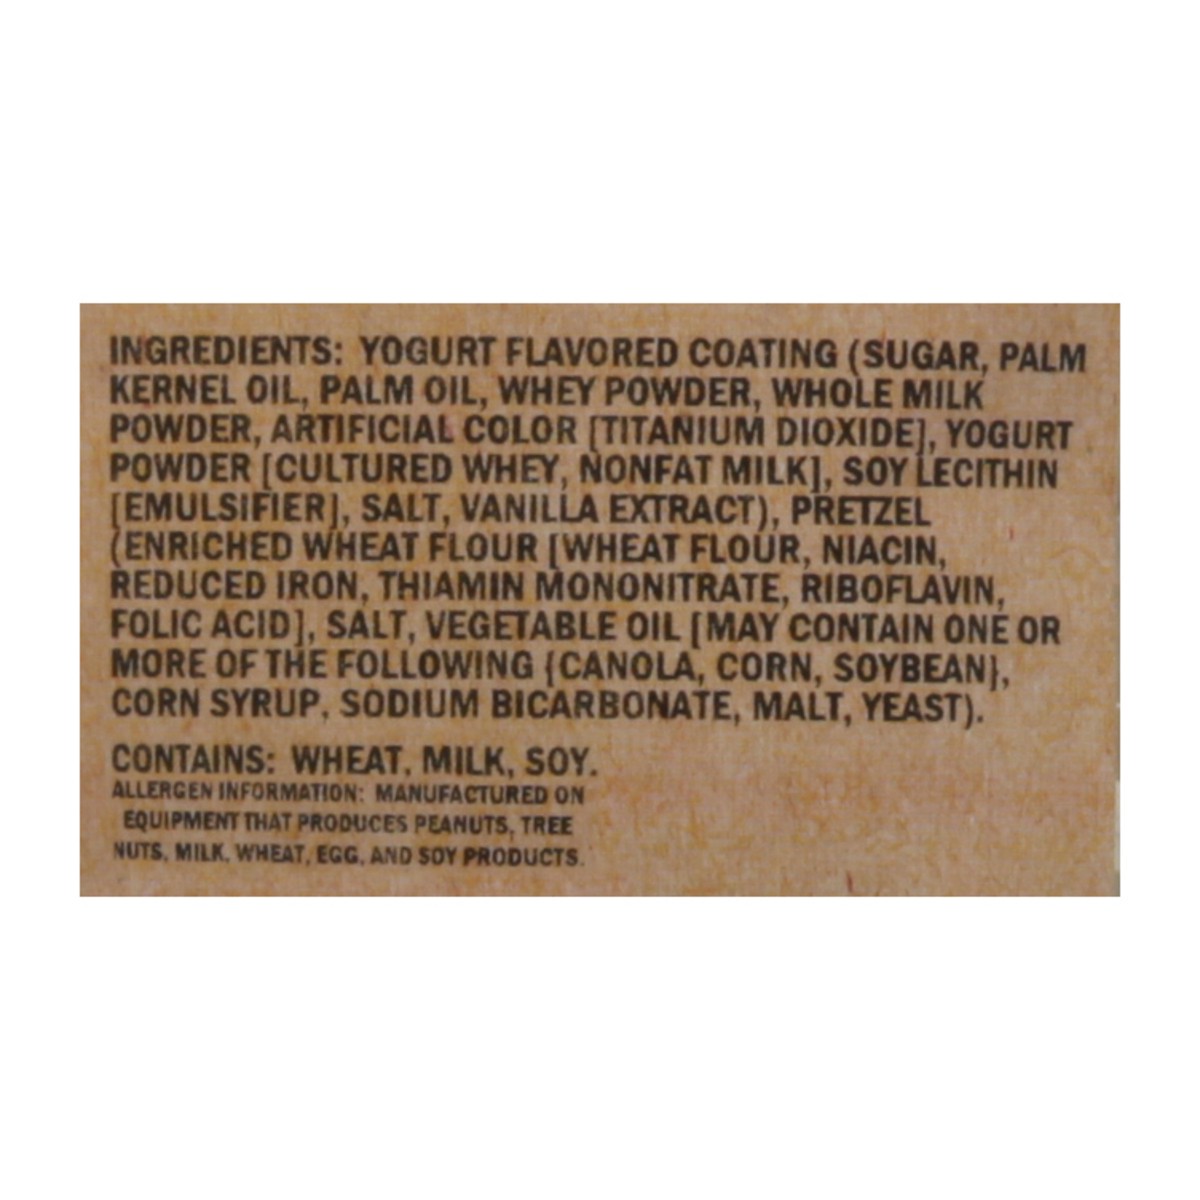 INGREDIENTS: YOGURT FLAVORED COATING (SUGAR, PALM
KERNEL OIL, PALM OIL, WHEY POWDER, WHOLE MILK
POWDER, ARTIFICIAL COLOR [TITANIUM DIOXIDE], YOGURT
POWDER [CULTURED WHEY, NONFAT MILK], SOY LECITHIN
[EMULSIFIER], SALT, VANILLA EXTRACT), PRETZEL
(ENRICHED WHEAT FLOUR [WHEAT FLOUR, NIACIN,
REDUCED IRON, THIAMIN MONONITRATE, RIBOFLAVIN,
FOLIC ACID], SALT, VEGETABLE OIL [MAY CONTAIN ONE OR
MORE OF THE FOLLOWING {CANOLA, CORN, SOYBEAN},
CORN SYRUP, SODIUM BICARBONATE, MALT, YEAST).
CONTAINS: WHEAT, MILK, SOY.
ALLERGEN INFORMATION: MANUFACTURED ON
EQUIPMENT THAT PRODUCES PEANUTS, TREE
NUTS, MILK, WHEAT, EGG, AND SOY PRODUCTS.